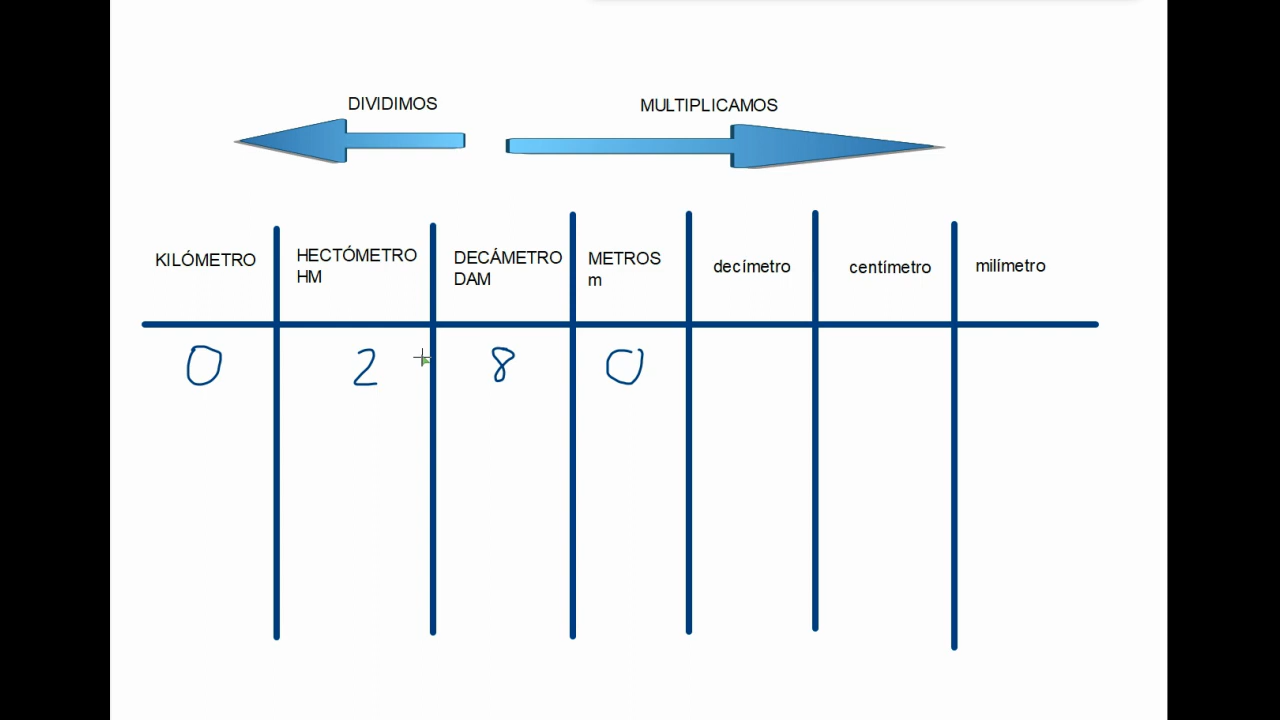 DIVIDIMOS
MULTIPLICAMOS
KILÓMETRO
HECTÓMETRO
HM
DECÁMETRO
DAM
METROS
m
decímetro
centímetro
milímetro
0 2 8 0